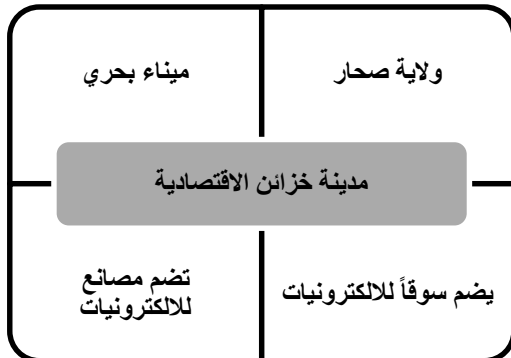 ولاية صحار
ميناء بحري
مدينة خزائن الاقتصادية
يضم سوقاً للالكترونيات
تضم مصانع
للالكترونيات